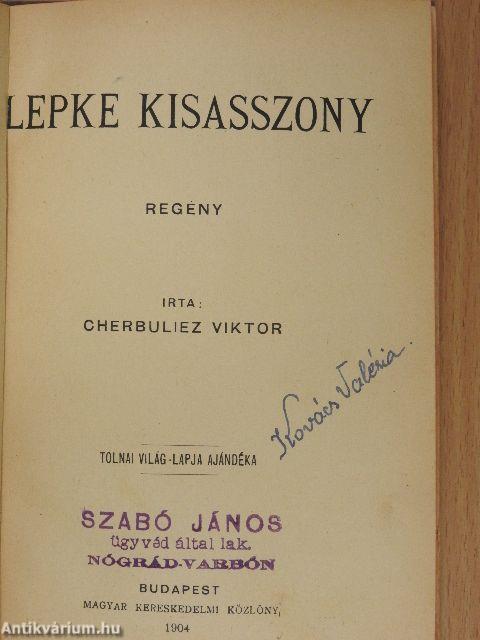 LEPKE KISASSZONY
REGÉNY
IRTA:
CHERBULIEZ VIKTOR
Kovács Valéria
TOLNAI VILÁG-LAPJA AJÁNDÉKA
SZABÓ JÁNOS
ügyvéd által lak.
NÓGRÁD-VARBÓN
BUDAPEST
MAGYAR KERESKEDELMI KÖZLÖNY,
1904
Antikvárium.hu